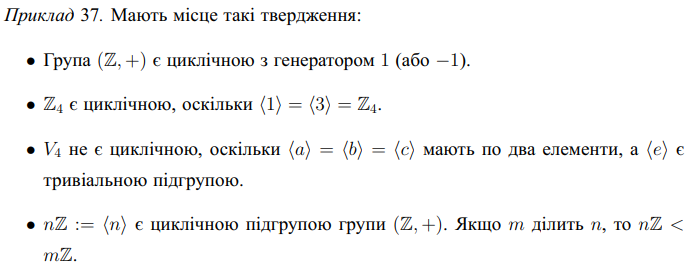 Приклад 37. Мають місце такі твердження:
• Група (ℤ, +) є циклічною з генератором 1 (або −1).
• ℤ₄ є циклічною, оскільки ⟨1⟩ = ⟨3⟩ = ℤ₄.
• V₄ не є циклічною, оскільки ⟨a⟩ = ⟨b⟩ = ⟨c⟩ мають по два елементи, а ⟨e⟩ є
тривіальною підгрупою.
• nℤ := ⟨n⟩ є циклічною підгрупою групи (ℤ, +). Якщо m ділить n, то nℤ <
mℤ.